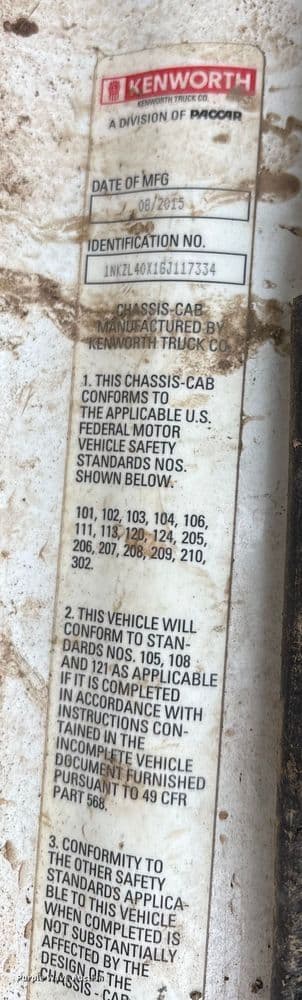 KENWORTH
KENWORTH TRUCK CO.
A DIVISION OF PACCAR
DATE OF MFG
08/2015
IDENTIFICATION NO.
1NKZL40X1GJ117334
CHASSIS-CAB
MANUFACTURED BY
KENWORTH TRUCK CO.
1. THIS CHASSIS-CAB
CONFORMS TO
THE APPLICABLE U.S.
FEDERAL MOTOR
VEHICLE SAFETY
STANDARDS NOS.
SHOWN BELOW.
101, 102, 103, 104, 106,
111, 113, 120, 124, 205,
206, 207, 208, 209, 210,
302.
2. THIS VEHICLE WILL
CONFORM TO STAN-
DARDS NOS. 105, 108
AND 121 AS APPLICABLE
IF IT IS COMPLETED
IN ACCORDANCE WITH
INSTRUCTIONS CON-
TAINED IN THE
INCOMPLETE VEHICLE
DOCUMENT FURNISHED
PURSUANT TO 49 CFR
PART 568.
3. CONFORMITY TO
THE OTHER SAFETY
STANDARDS APPLICA-
BLE TO THIS VEHICLE
WHEN COMPLETED IS
NOT SUBSTANTIALLY
AFFECTED BY THE
DESIGN OF THE
CHASSIS - CAB